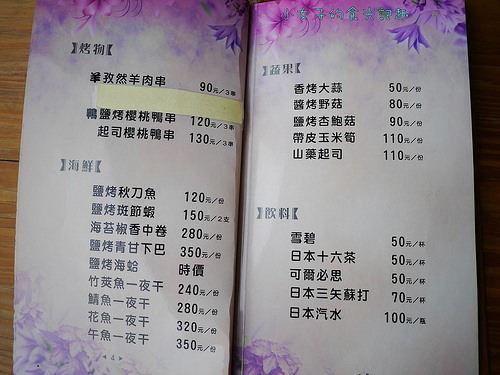 】烤物【
羊孜然羊肉串 90元／3串
鴨鹽烤櫻桃鴨串 120元／3串
起司櫻桃鴨串 130元／3串
】海鮮【
鹽烤秋刀魚 120元／份
鹽烤斑節蝦 150元／2支
海苔椒香中卷 280元／份
鹽烤青甘下巴 350元／份
鹽烤海蛤 時價
竹莢魚一夜干 240元／份
鯖魚一夜干 280元／份
花魚一夜干 320元／份
午魚一夜干 350元／份
4
小女子的食光記趣
】蔬果【
香烤大蒜 50元／份
醬烤野菇 80元／份
鹽烤杏鮑菇 90元／份
帶皮玉米筍 110元／份
山藥起司 110元／份
】飲料【
雪碧 50元／杯
日本十六茶 50元／杯
可爾必思 50元／杯
日本三矢蘇打 70元／杯
日本汽水 100元／瓶